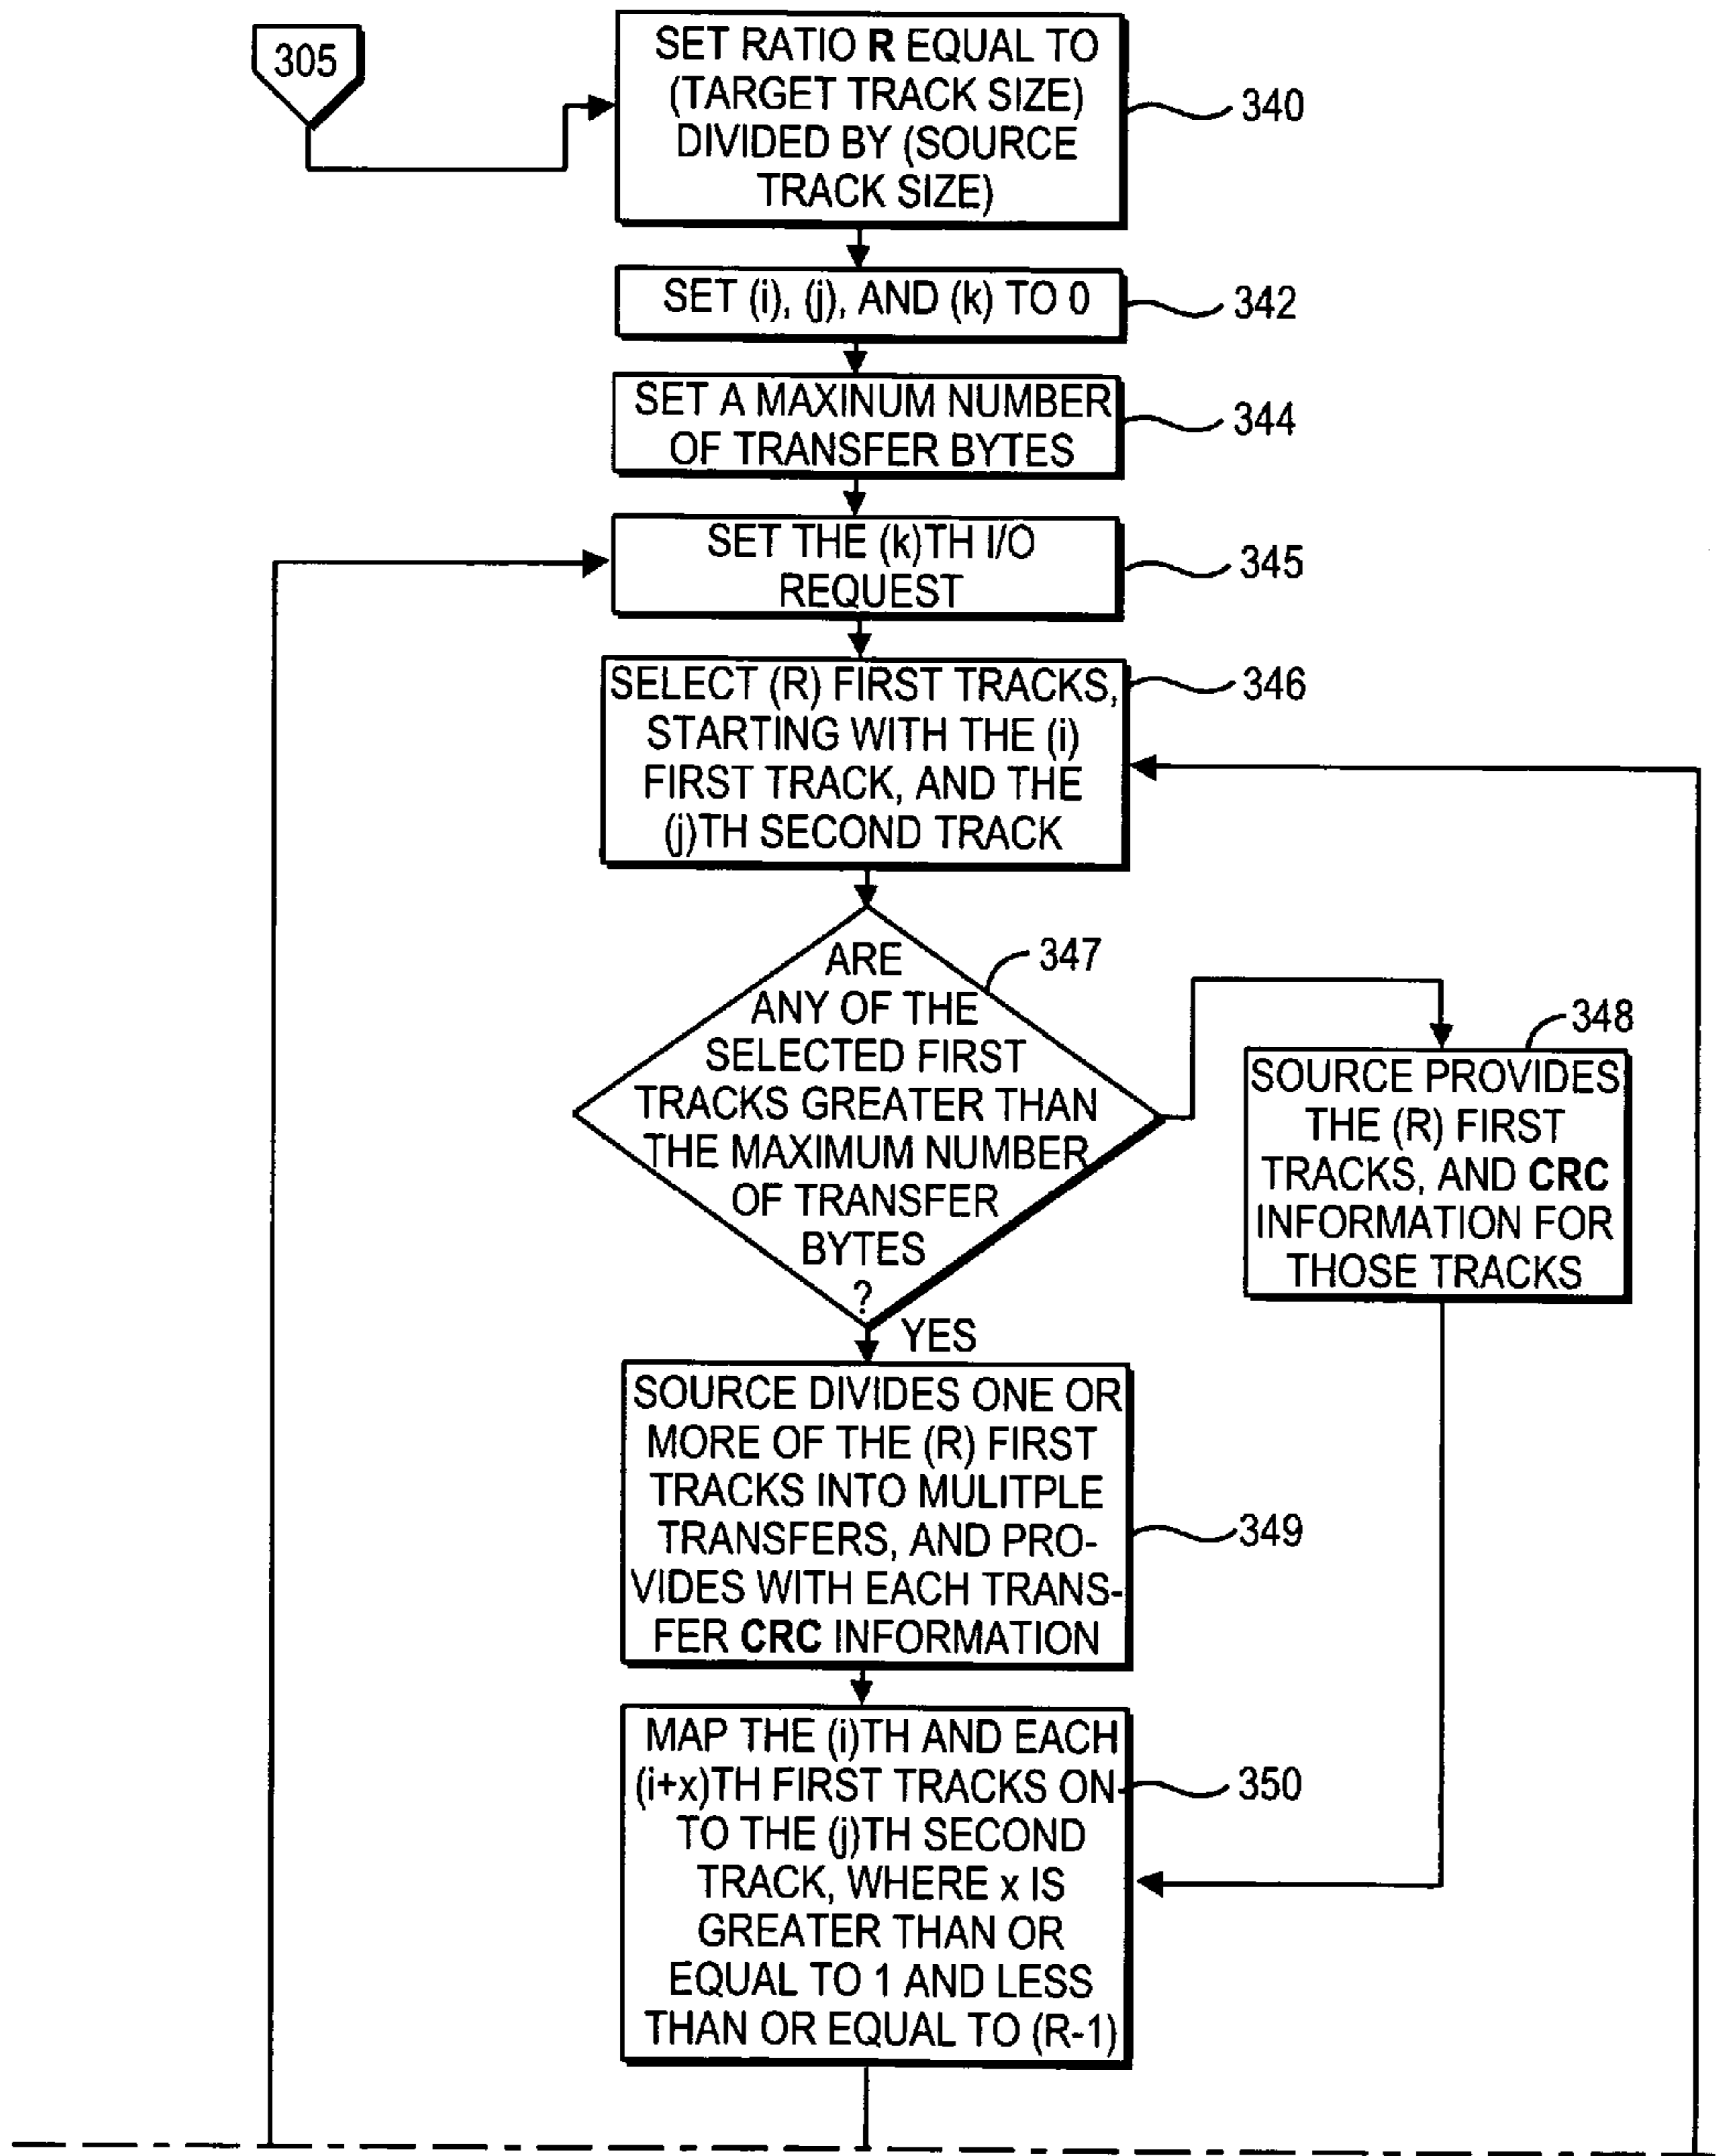 305
SET RATIO R EQUAL TO
(TARGET TRACK SIZE)
DIVIDED BY (SOURCE
TRACK SIZE)
340
SET (i), (j), AND (k) TO 0
342
SET A MAXINUM NUMBER
OF TRANSFER BYTES
344
SET THE (k)TH I/O
REQUEST
345
SELECT (R) FIRST TRACKS,
STARTING WITH THE (i)
FIRST TRACK, AND THE
(j)TH SECOND TRACK
346
ARE
ANY OF THE
SELECTED FIRST
TRACKS GREATER THAN
THE MAXIMUM NUMBER
OF TRANSFER
BYTES
?
347
YES
348
SOURCE PROVIDES
THE (R) FIRST
TRACKS, AND CRC
INFORMATION FOR
THOSE TRACKS
SOURCE DIVIDES ONE OR
MORE OF THE (R) FIRST
TRACKS INTO MULITPLE
TRANSFERS, AND PRO-
VIDES WITH EACH TRANS-
FER CRC INFORMATION
349
MAP THE (i)TH AND EACH
(i+x)TH FIRST TRACKS ON-
TO THE (j)TH SECOND
TRACK, WHERE x IS
GREATER THAN OR
EQUAL TO 1 AND LESS
THAN OR EQUAL TO (R-1)
350